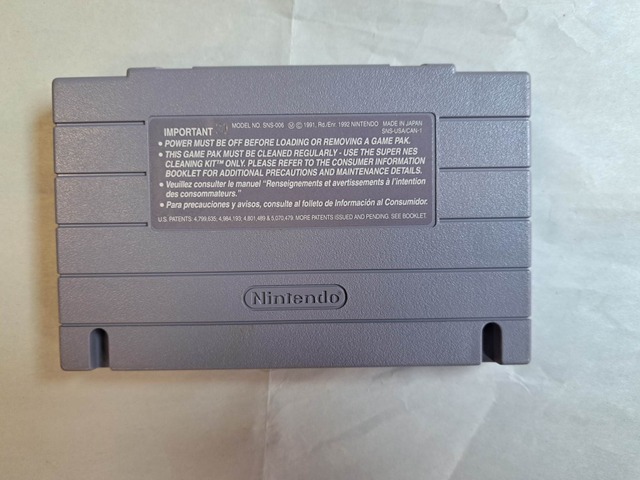 IMPORTANT MODEL NO. SNS-006 Ⓜ © 1991, Rd./Enr. 1992 NINTENDO MADE IN JAPAN
SNS-USA/CAN-1
• POWER MUST BE OFF BEFORE LOADING OR REMOVING A GAME PAK.
• THIS GAME PAK MUST BE CLEANED REGULARLY - USE THE SUPER NES
CLEANING KIT™ ONLY. PLEASE REFER TO THE CONSUMER INFORMATION
BOOKLET FOR ADDITIONAL PRECAUTIONS AND MAINTENANCE DETAILS.
• Veuillez consulter le manuel "Renseignements et avertissements à l'intention
des consommateurs."
• Para precauciones y avisos, consulte al folleto de Información al Consumidor.
U.S. PATENTS: 4,799,635; 4,984,193; 4,801,489 & 5,070,479 MORE PATENTS ISSUED AND PENDING. SEE BOOKLET.
Nintendo